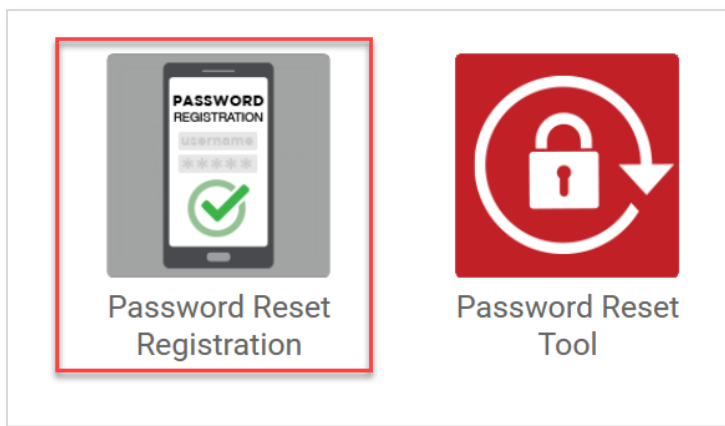 PASSWORD
REGISTRATION
username
*****
Password Reset
Registration
Password Reset
Tool